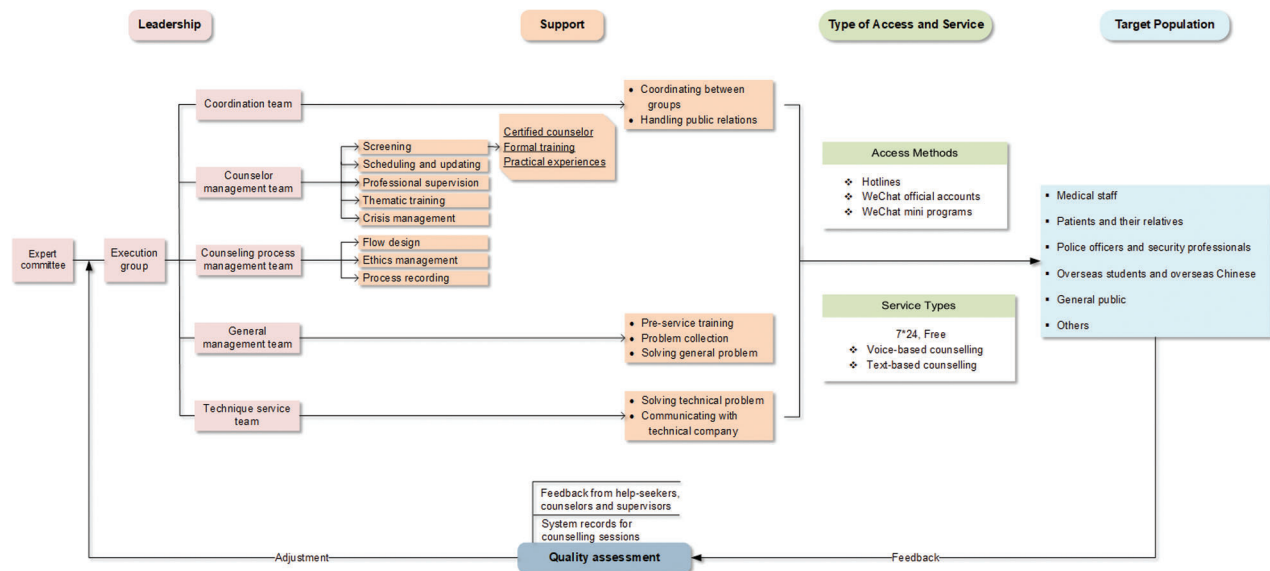 Leadership
Support
Type of Access and Service
Target Population
Coordination team
• Coordinating between
groups
• Handling public relations
Counselor
management team
Screening
Scheduling and updating
Professional supervision
Thematic training
Crisis management
Certified counselor
Formal training
Practical experiences
Expert
committee
Execution
group
Counseling process
management team
Flow design
Ethics management
Process recording
General
management team
• Pre-service training
• Problem collection
• Solving general problem
Technique service
team
• Solving technical problem
• Communicating with
technical company
Access Methods
❖ Hotlines
❖ WeChat official accounts
❖ WeChat mini programs
Service Types
7*24, Free
❖ Voice-based counselling
❖ Text-based counselling
▪ Medical staff
▪ Patients and their relatives
▪ Police officers and security professionals
▪ Overseas students and overseas Chinese
▪ General public
▪ Others
Feedback from help-seekers,
counselors and supervisors
System records for
counselling sessions
Adjustment
Quality assessment
Feedback